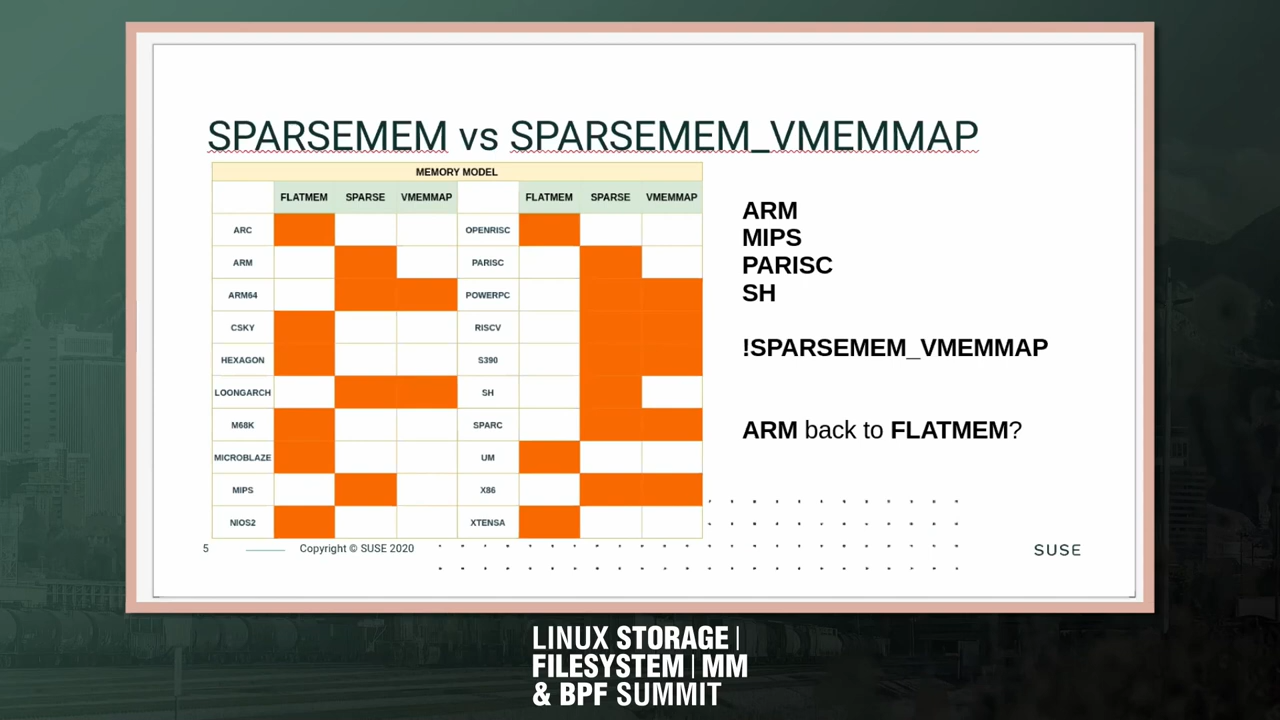 SPARSEMEM vs SPARSEMEM_VMEMMAP
MEMORY MODEL
FLATMEM SPARSE VMEMMAP FLATMEM SPARSE VMEMMAP
ARC OPENRISC
ARM PARISC
ARM64 POWERPC
CSKY RISCV
HEXAGON S390
LOONGARCH SH
M68K SPARC
MICROBLAZE UM
MIPS X86
NIOS2 XTENSA
ARM
MIPS
PARISC
SH
!SPARSEMEM_VMEMMAP
ARM back to FLATMEM?
5 Copyright © SUSE 2020
SUSE
LINUX STORAGE |
FILESYSTEM | MM
& BPF SUMMIT